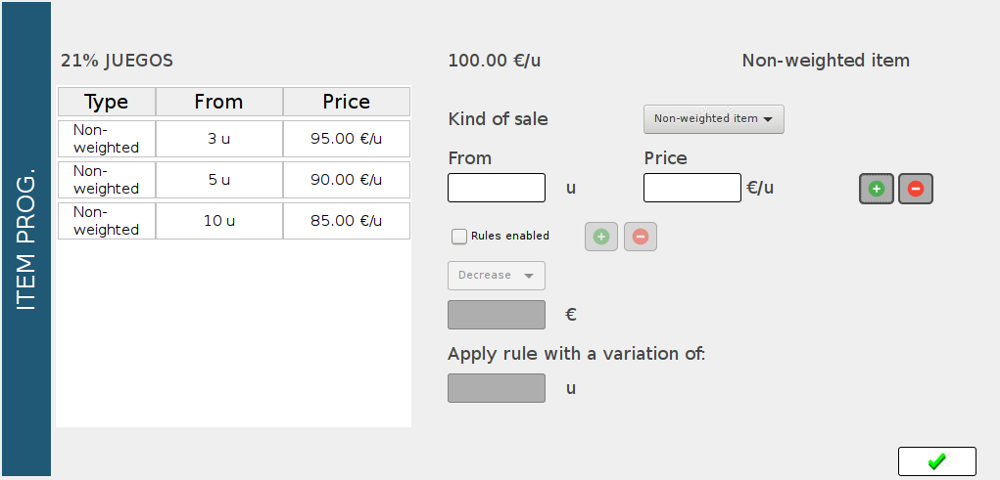 ITEM PROG.
21% JUEGOS
100.00 €/u
Non-weighted item
Type From Price
Non-
weighted
3 u 95.00 €/u
Non-
weighted
5 u 90.00 €/u
Non-
weighted
10 u 85.00 €/u
Kind of sale
Non-weighted item
From Price
u €/u
Rules enabled
Decrease
€
Apply rule with a variation of:
u